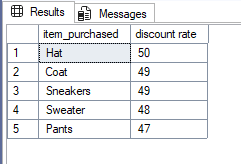 Results Messages
item_purchased discount rate
1 Hat 50
2 Coat 49
3 Sneakers 49
4 Sweater 48
5 Pants 47